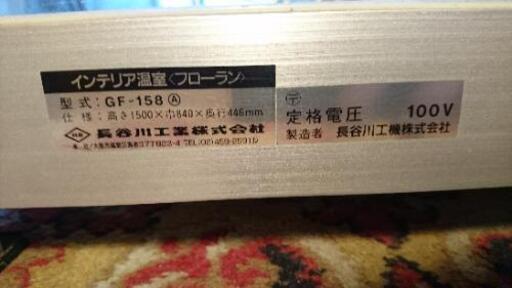 インテリア温室〈フローラン〉
型式:GF-158Ⓐ
仕様:高さ1500×巾840×奥行446mm
長谷川工業株式会社
〒
定格電圧 100V
製造者 長谷川工機株式会社